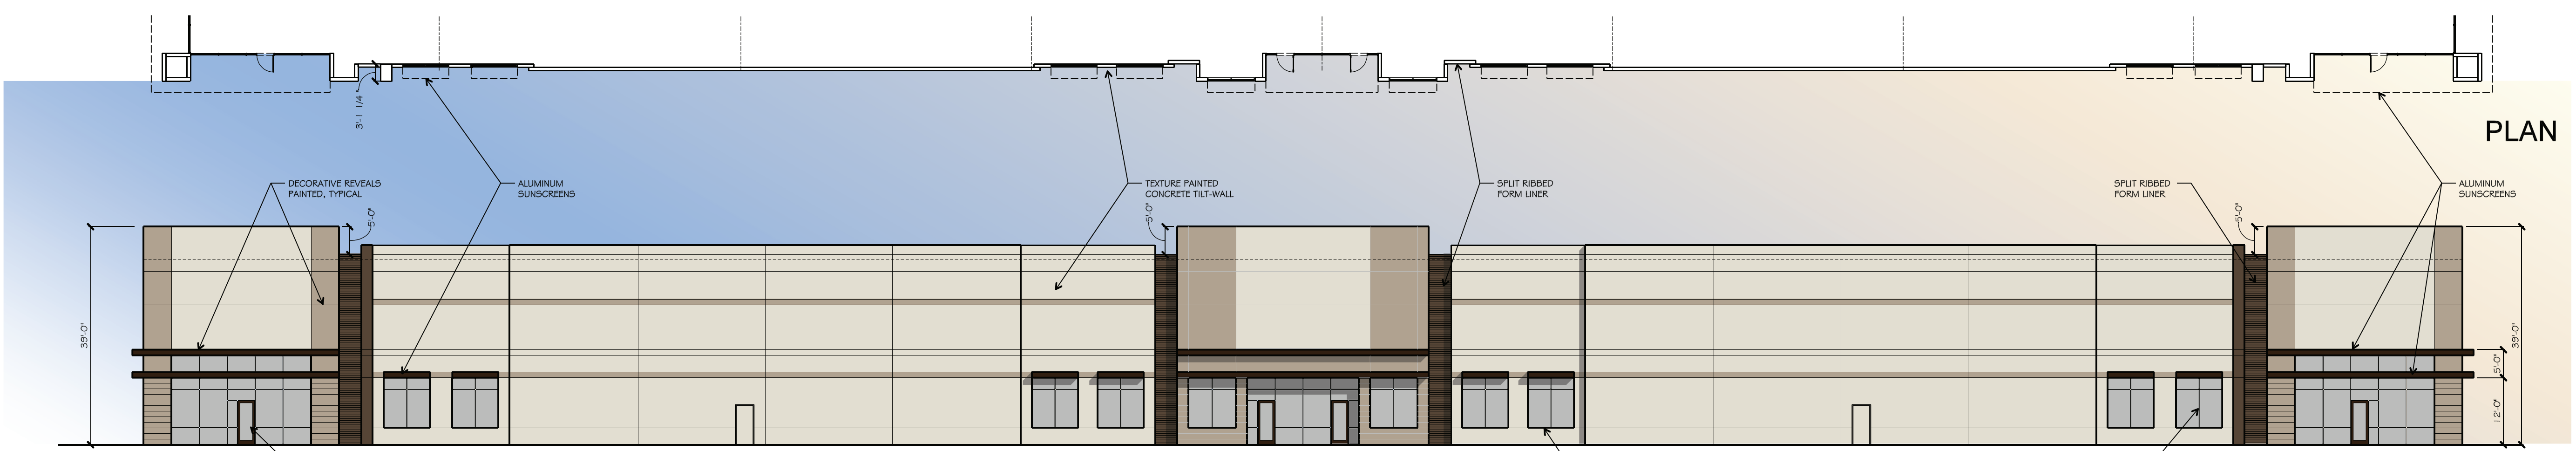 3'-1 1/4"
PLAN
DECORATIVE REVEALS
PAINTED, TYPICAL
ALUMINUM
SUNSCREENS
TEXTURE PAINTED
CONCRETE TILT-WALL
SPLIT RIBBED
FORM LINER
SPLIT RIBBED
FORM LINER
ALUMINUM
SUNSCREENS
5'-0"
5'-0"
5'-0"
39'-0"
39'-0"
5'-0"
12'-0"